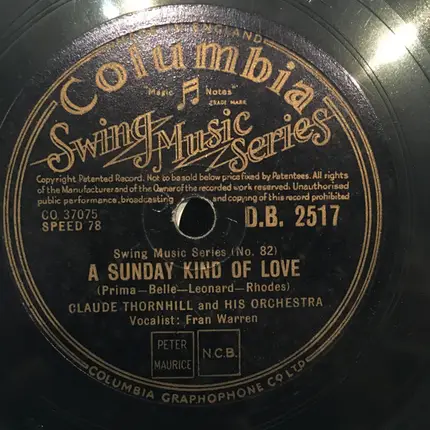 ENGLAND
Columbia
Magic Notes
TRADE MARK
Swing Music Series
Copyright Patented Record. Not to be sold below price fixed by Patentees. All rights
of the Manufacturer and of the Owner of the recorded work reserved. Unauthorised
public performance, broadcasting and copying of this record prohibited
CO 37075
SPEED 78
D.B. 2517
Swing Music Series (No. 82)
A SUNDAY KIND OF LOVE
(Prima—Belle—Leonard—Rhodes)
CLAUDE THORNHILL and HIS ORCHESTRA
Vocalist: Fran Warren
PETER
MAURICE
N.C.B.
COLUMBIA GRAPHOPHONE CO LTD